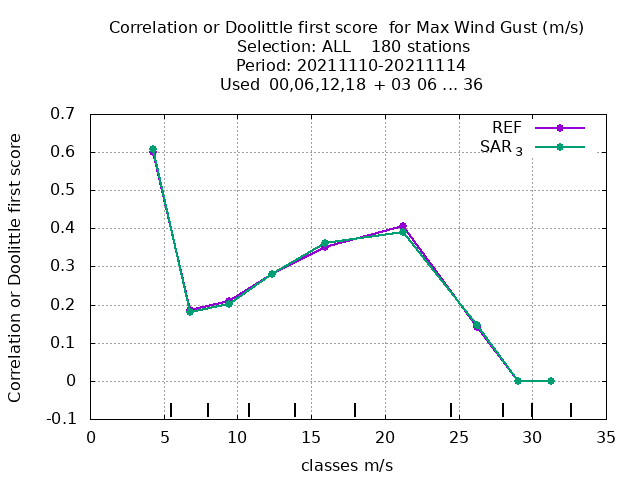 Correlation or Doolittle first score  for Max Wind Gust (m/s)
Selection: ALL    180 stations
Period: 20211110-20211114
Used  00,06,12,18  + 03 06 ... 36
REF
SAR 3
Correlation or Doolittle first score
0.7
0.6
0.5
0.4
0.3
0.2
0.1
0
-0.1
0 5 10 15 20 25 30 35
classes m/s